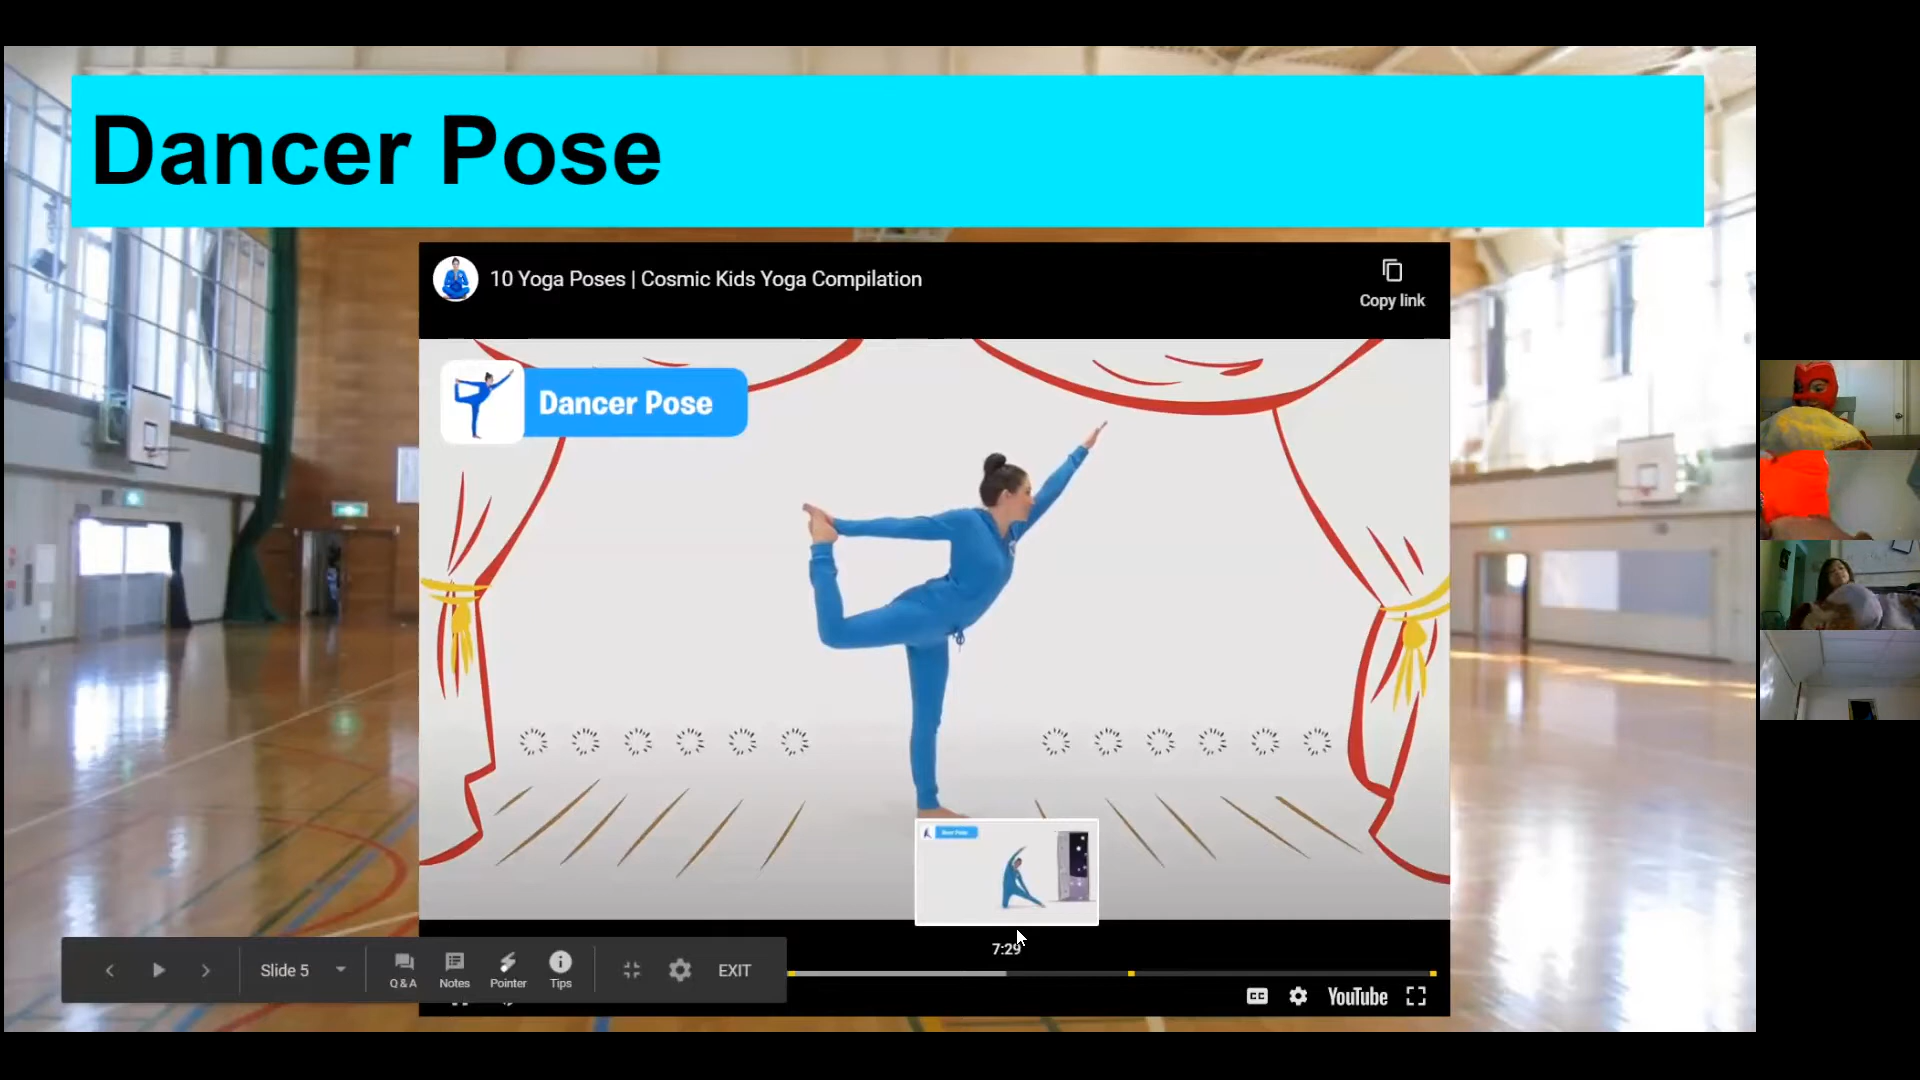 Dancer Pose
10 Yoga Poses | Cosmic Kids Yoga Compilation
Copy link
Dancer Pose
7:29
Slide 5
Q & A
Notes
Pointer
Tips
EXIT
CC
YouTube